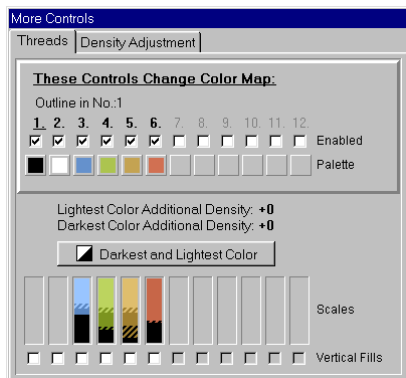 More Controls
Threads Density Adjustment
These Controls Change Color Map:
Outline in No.:1
1. 2. 3. 4. 5. 6. 7. 8. 9. 10. 11. 12.
Enabled
Palette
Lightest Color Additional Density: +0
Darkest Color Additional Density: +0
Darkest and Lightest Color
Scales
Vertical Fills